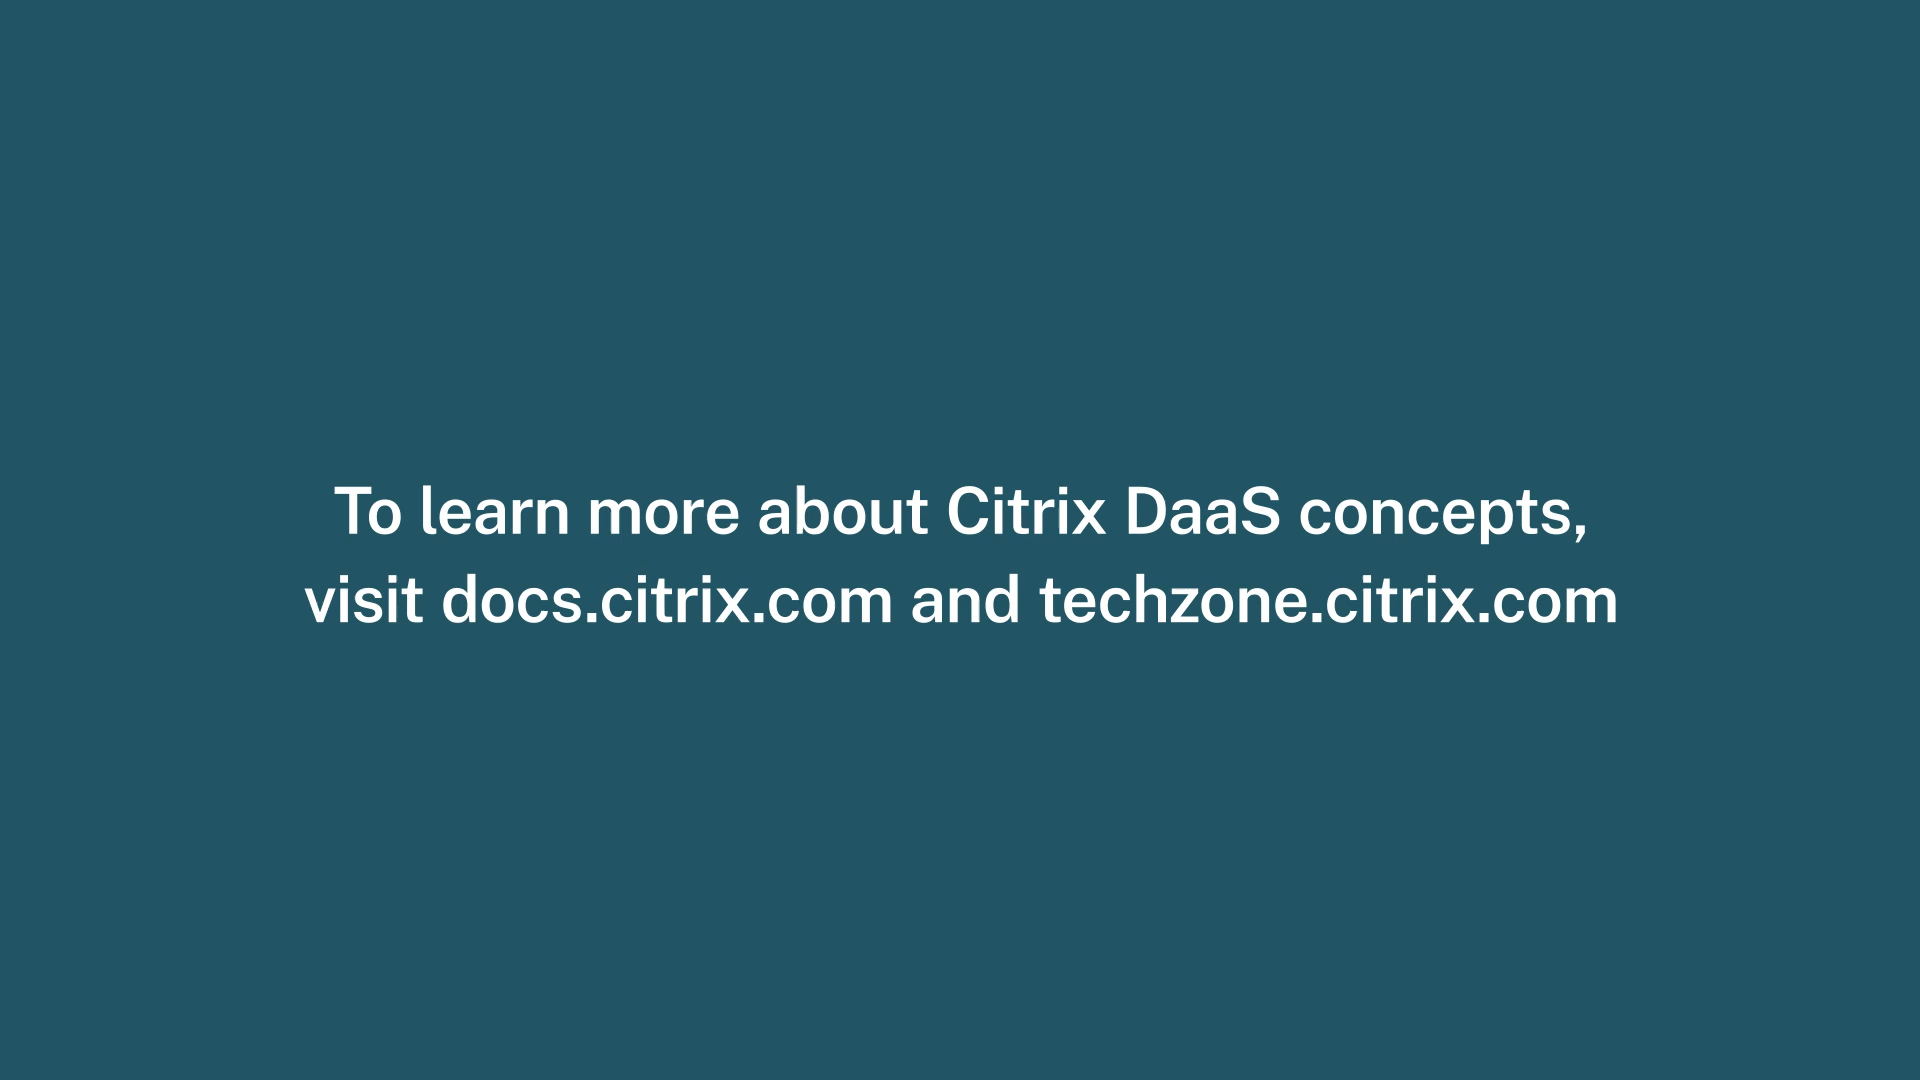 To learn more about Citrix DaaS concepts,
visit docs.citrix.com and techzone.citrix.com